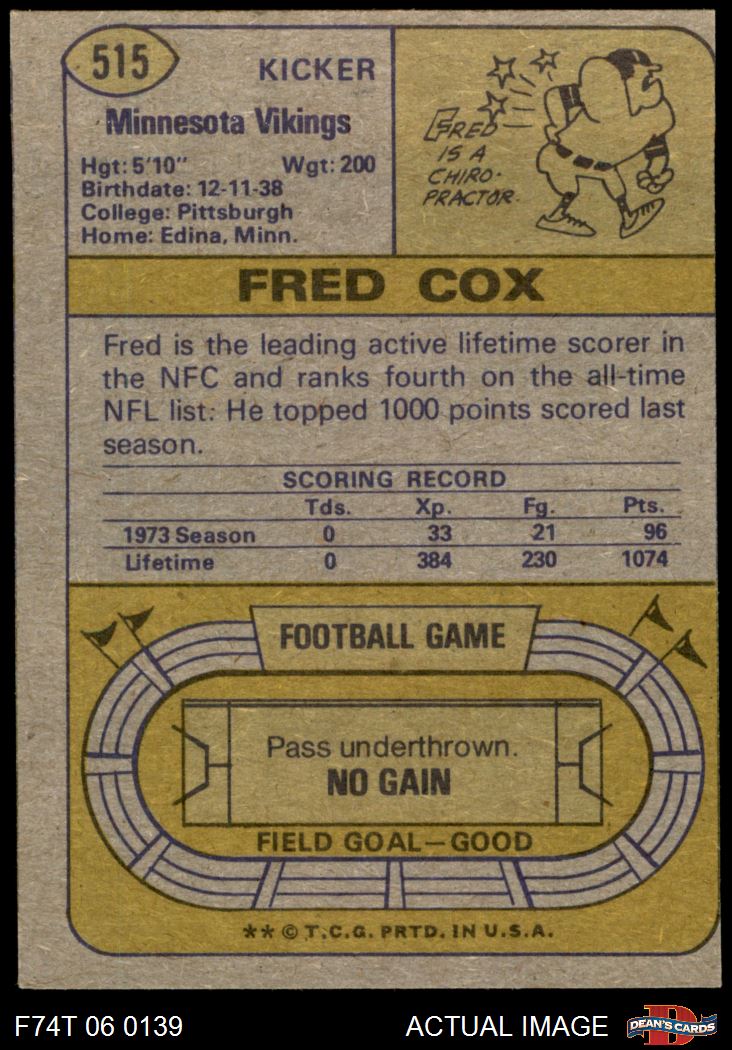 515
KICKER
Minnesota Vikings
Hgt: 5'10" Wgt: 200
Birthdate: 12-11-38
College: Pittsburgh
Home: Edina, Minn.
FRED
IS A
CHIRO-
PRACTOR.
FRED COX
Fred is the leading active lifetime scorer in
the NFC and ranks fourth on the all-time
NFL list: He topped 1000 points scored last
season.
SCORING RECORD
Tds. Xp. Fg. Pts.
1973 Season 0 33 21 96
Lifetime 0 384 230 1074
FOOTBALL GAME
Pass underthrown.
NO GAIN
FIELD GOAL—GOOD
** © T.C.G. PRTD. IN U.S.A.
F74T 06 0139 ACTUAL IMAGE
D
DEAN'S CARDS